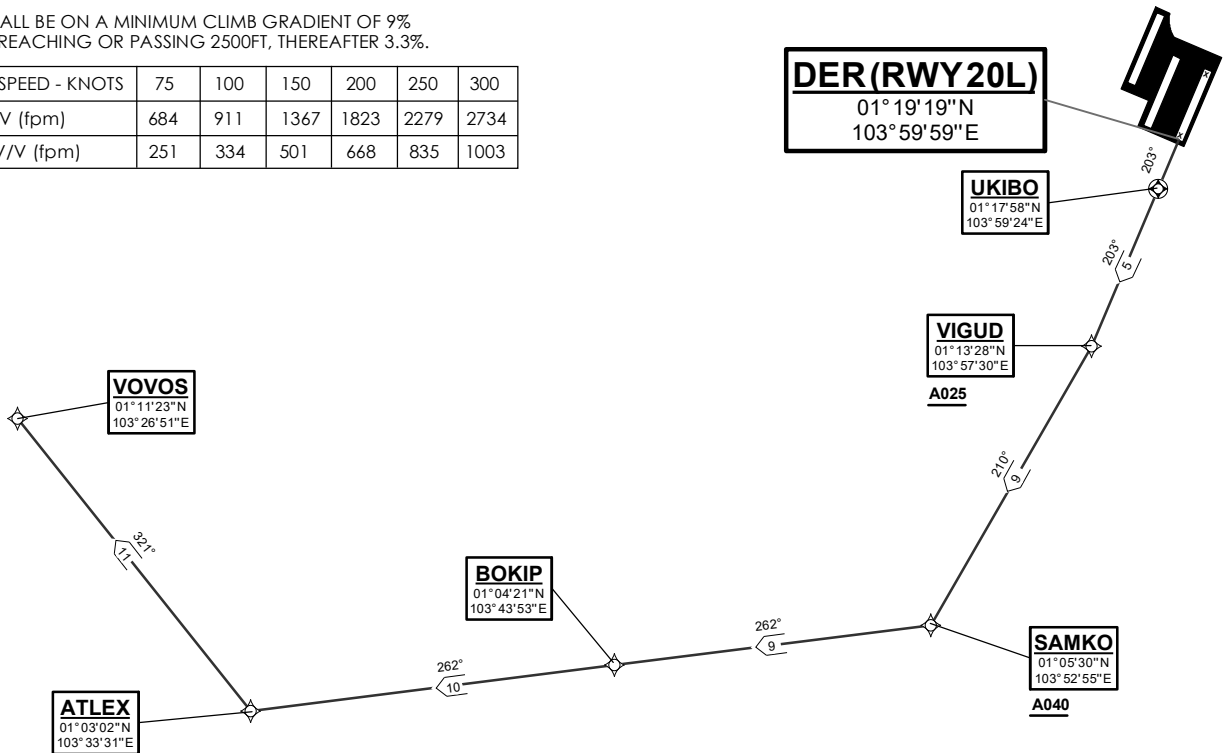 ALL BE ON A MINIMUM CLIMB GRADIENT OF 9%
REACHING OR PASSING 2500FT, THEREAFTER 3.3%.
SPEED - KNOTS 75 100 150 200 250 300
V (fpm) 684 911 1367 1823 2279 2734
V/V (fpm) 251 334 501 668 835 1003
DER (RWY 20L)
01°19'19"N
103°59'59"E
203°
UKIBO
01°17'58"N
103°59'24"E
203°
5
VIGUD
01°13'28"N
103°57'30"E
A025
VOVOS
01°11'23"N
103°26'51"E
210°
9
321°
11
BOKIP
01°04'21"N
103°43'53"E
262°
9
SAMKO
01°05'30"N
103°52'55"E
A040
262°
10
ATLEX
01°03'02"N
103°33'31"E